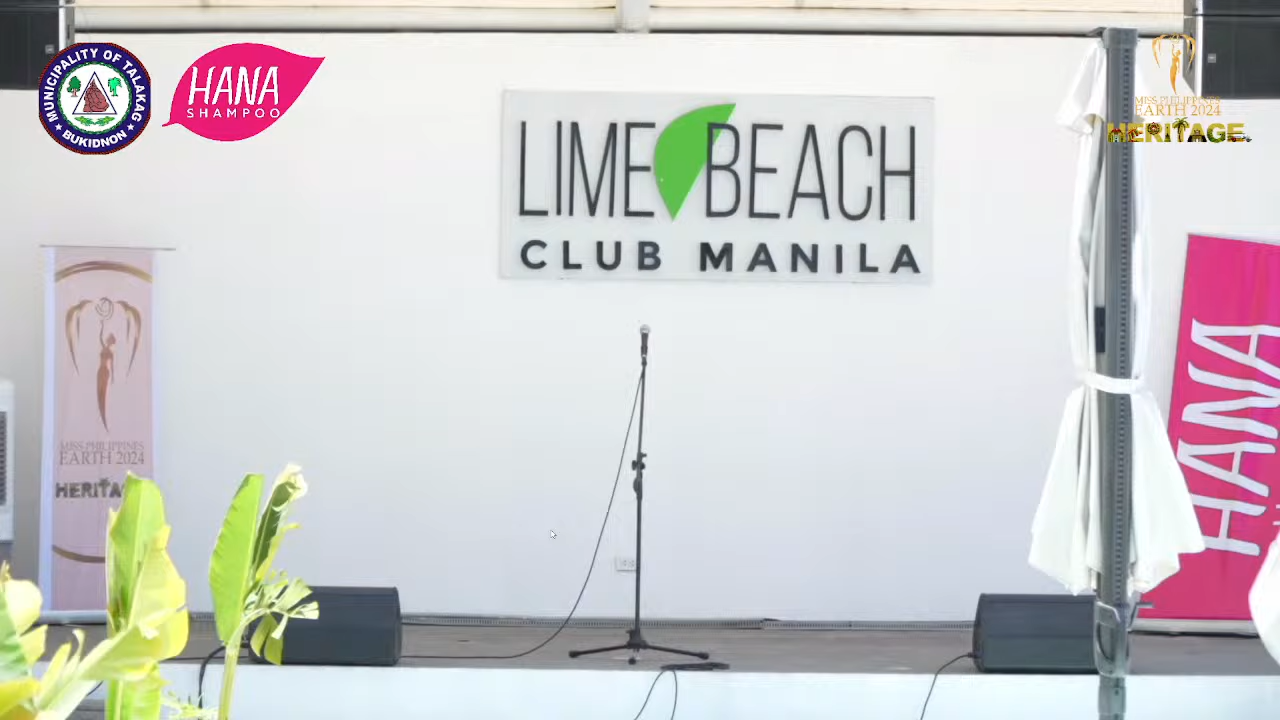 MUNICIPALITY OF TALAKAG
★ BUKIDNON ★
HANA
SHAMPOO
MISS PHILIPPINES
EARTH 2024
HERITAGE
LIME BEACH
CLUB MANILA
MISS PHILIPPINES
EARTH 2024
HERITA
HANA